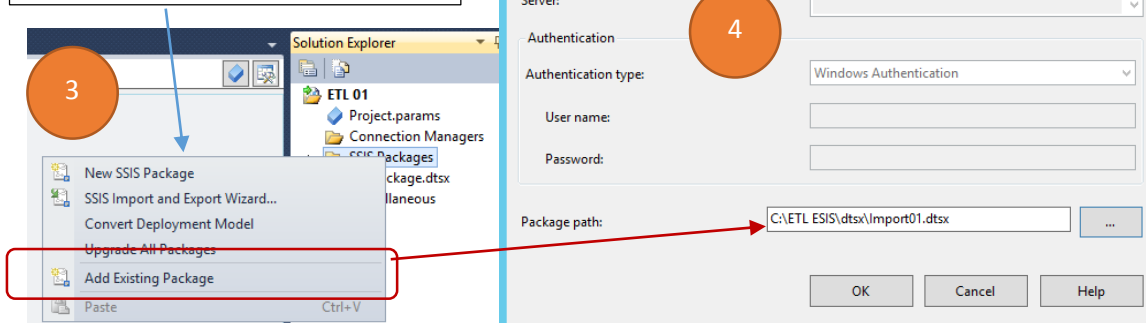 3
Solution Explorer
ETL 01
Project.params
Connection Managers
SSIS Packages
ckage.dtsx
llaneous
New SSIS Package
SSIS Import and Export Wizard...
Convert Deployment Model
Upgrade All Packages
Add Existing Package
Paste Ctrl+V
4
Server:
Authentication
Authentication type: Windows Authentication
User name:
Password:
Package path: C:\ETL ESIS\dtsx\Import01.dtsx ...
OK Cancel Help